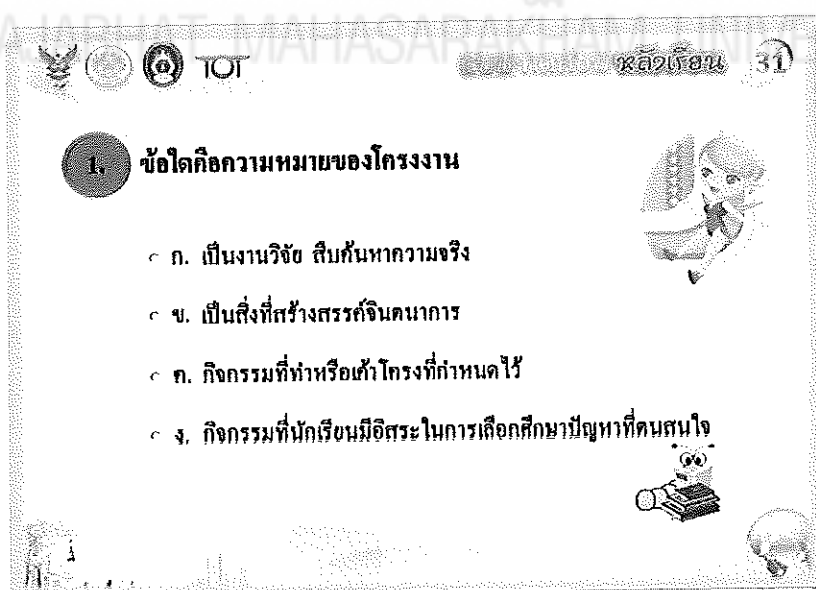 MAHASARAKHAM
TOT
หลังเรียน 31
1. ข้อใดคือความหมายของโครงงาน
ก. เป็นงานวิจัย สืบค้นหาความจริง
ข. เป็นสิ่งที่สร้างสรรค์จินตนาการ
ค. กิจกรรมที่ทำหรือเค้าโครงที่กำหนดไว้
ง. กิจกรรมที่นักเรียนมีอิสระในการเลือกศึกษาปัญหาที่ตนสนใจ